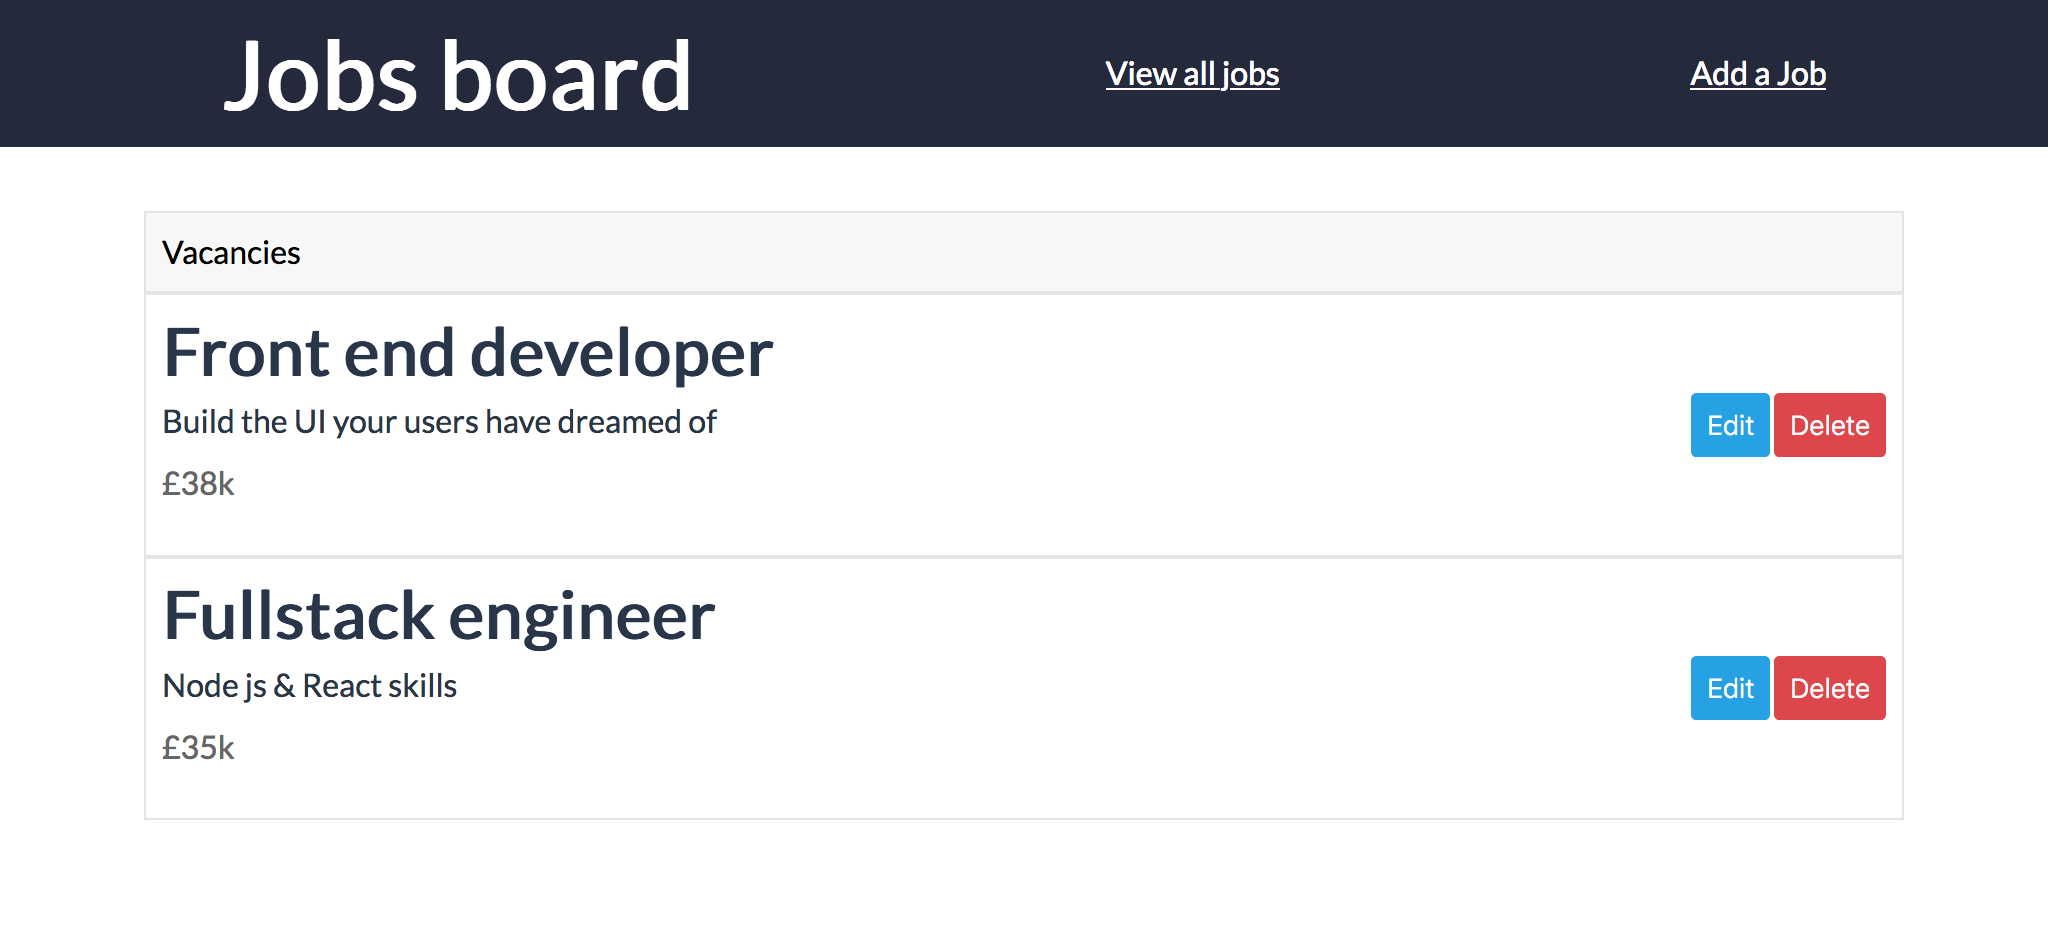 Jobs board
View all jobs
Add a Job
Vacancies
Front end developer
Build the UI your users have dreamed of
£38k
Edit
Delete
Fullstack engineer
Node js & React skills
£35k
Edit
Delete